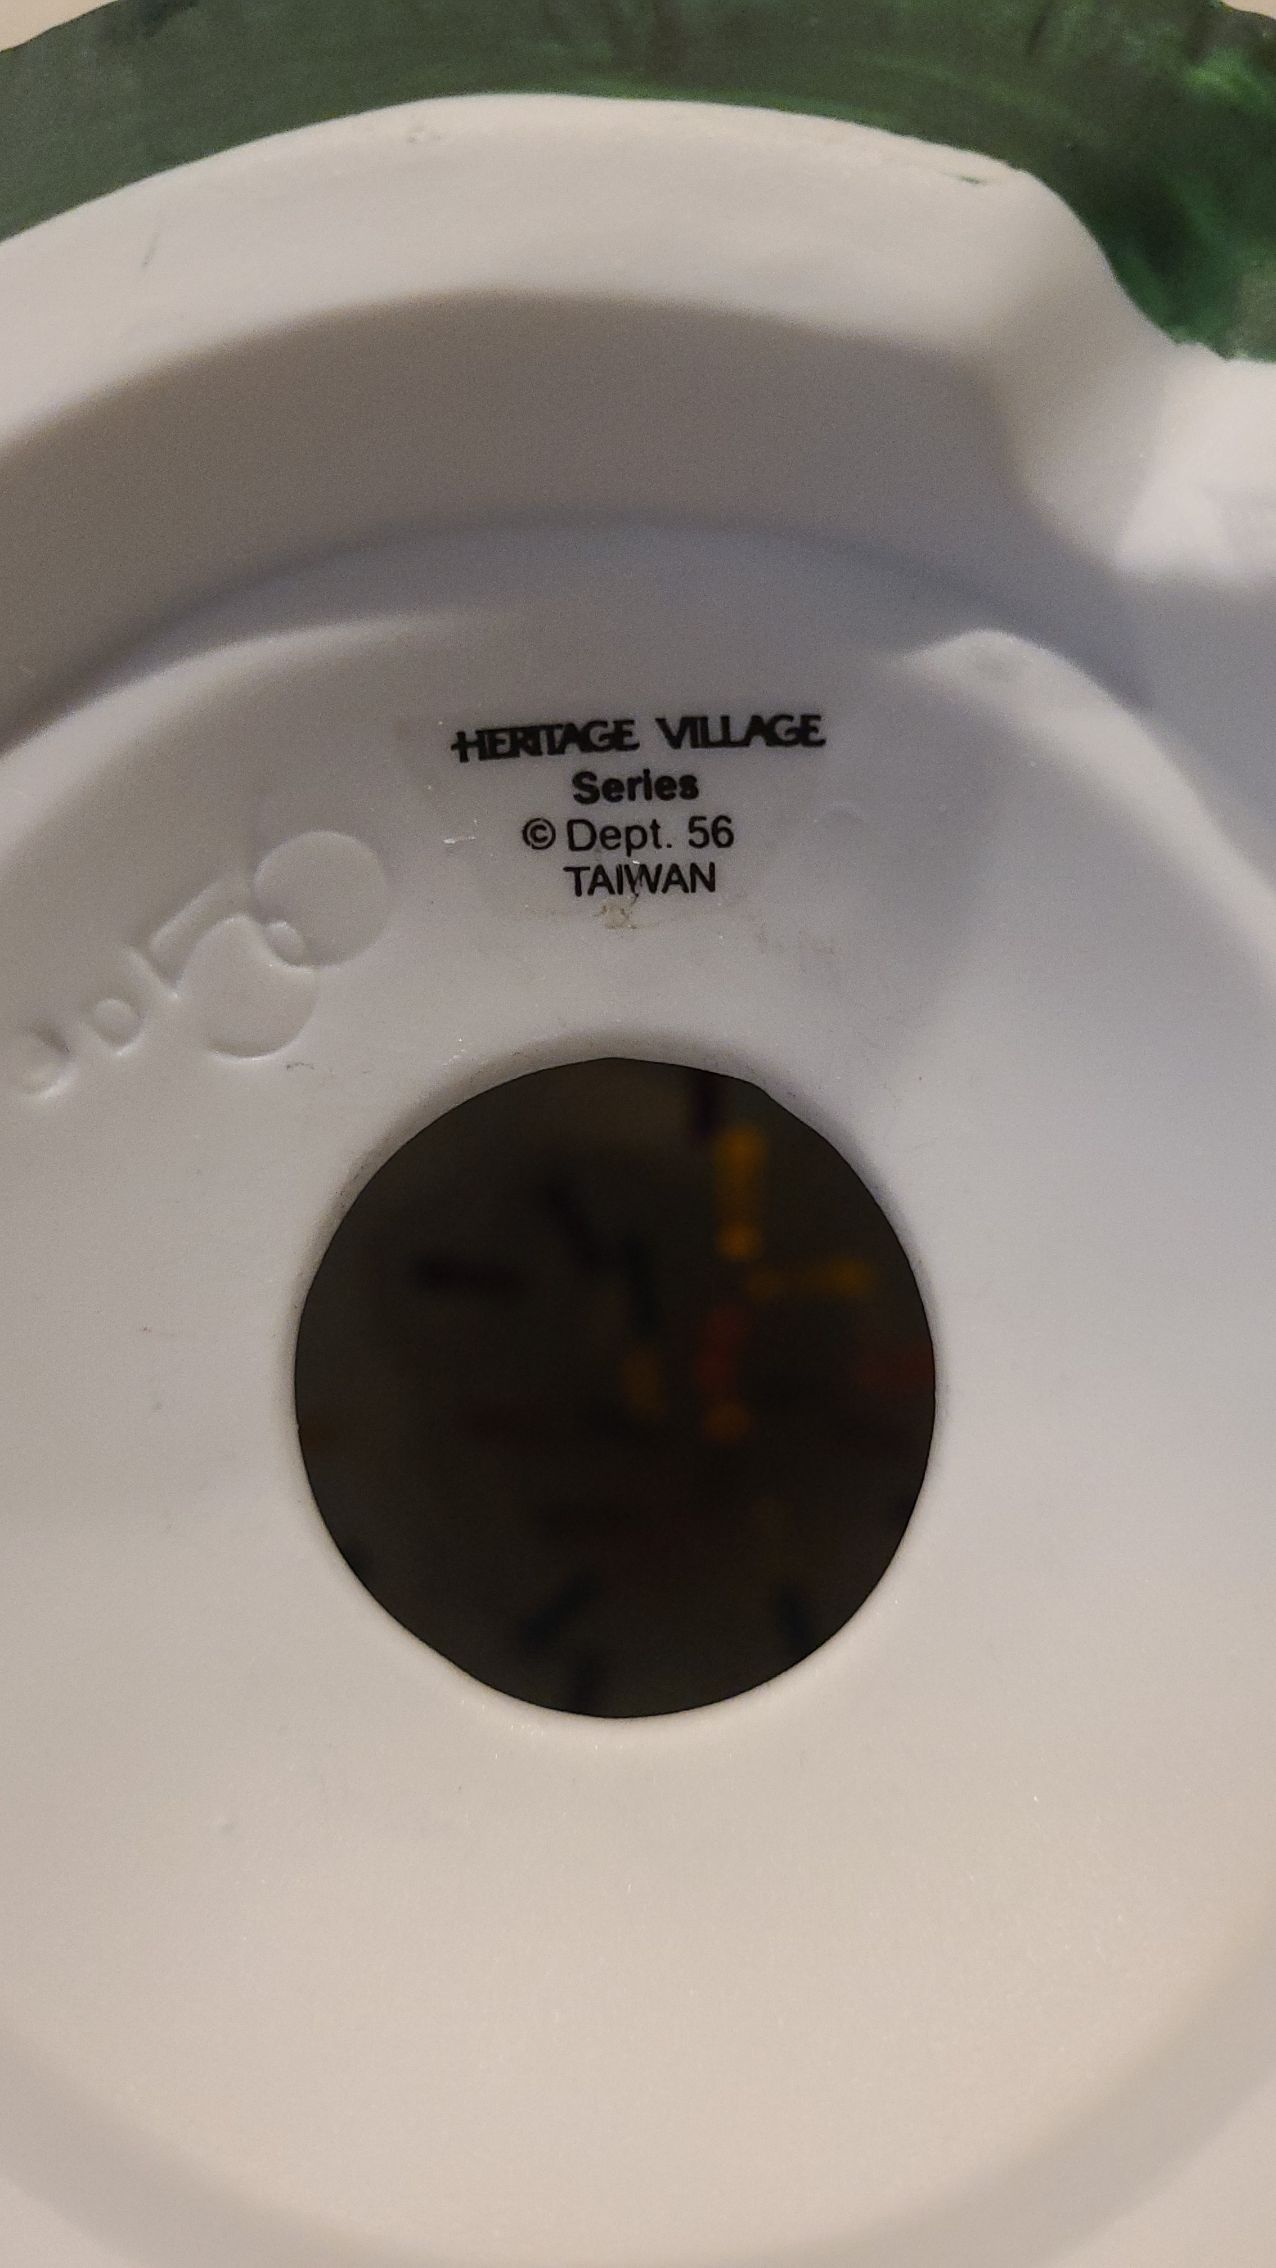 HERITAGE VILLAGE
Series
© Dept. 56
TAIWAN